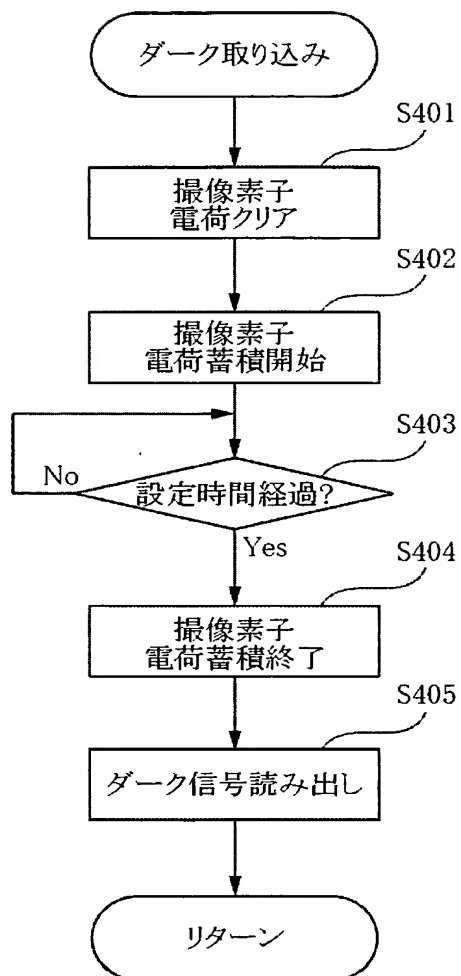 ダーク取り込み
S401
撮像素子
電荷クリア
S402
撮像素子
電荷蓄積開始
S403
No
設定時間経過?
Yes
S404
撮像素子
電荷蓄積終了
S405
ダーク信号読み出し
リターン